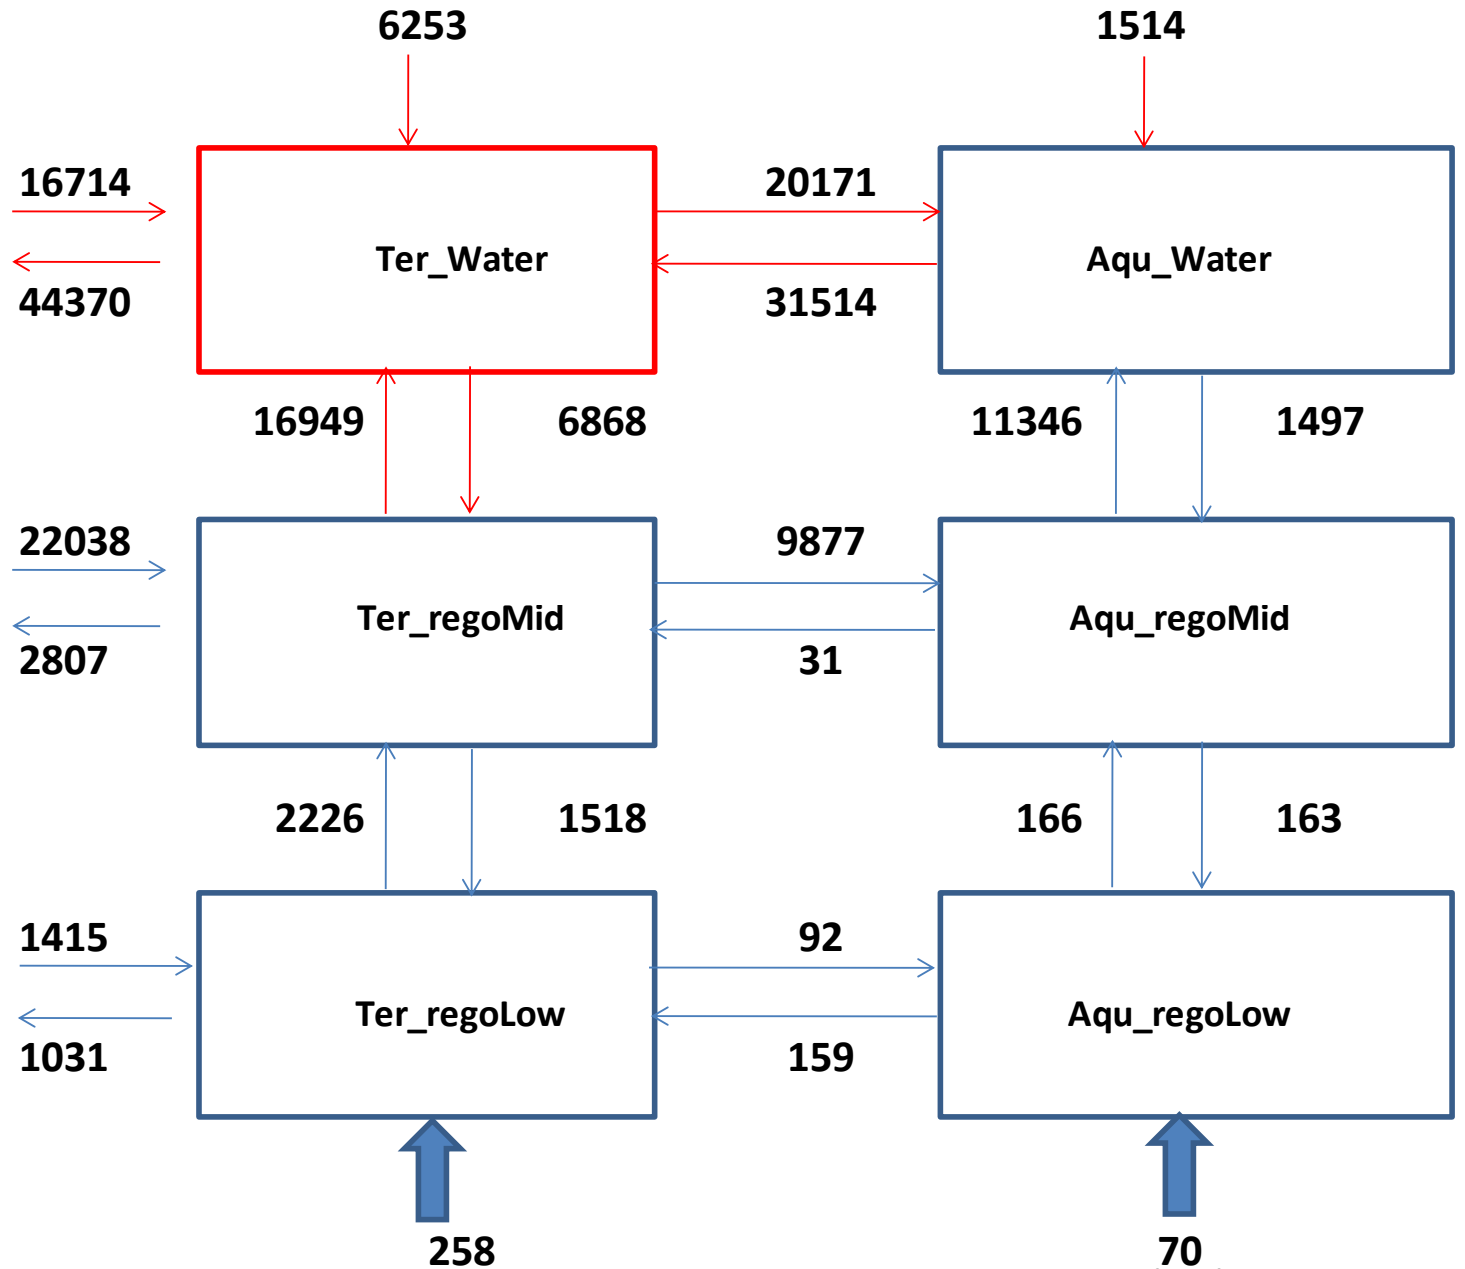 6253 1514
16714 20171
Ter_Water Aqu_Water
44370 31514
16949 6868 11346 1497
22038 9877
Ter_regoMid Aqu_regoMid
2807 31
2226 1518 166 163
1415 92
Ter_regoLow Aqu_regoLow
1031 159
258 70